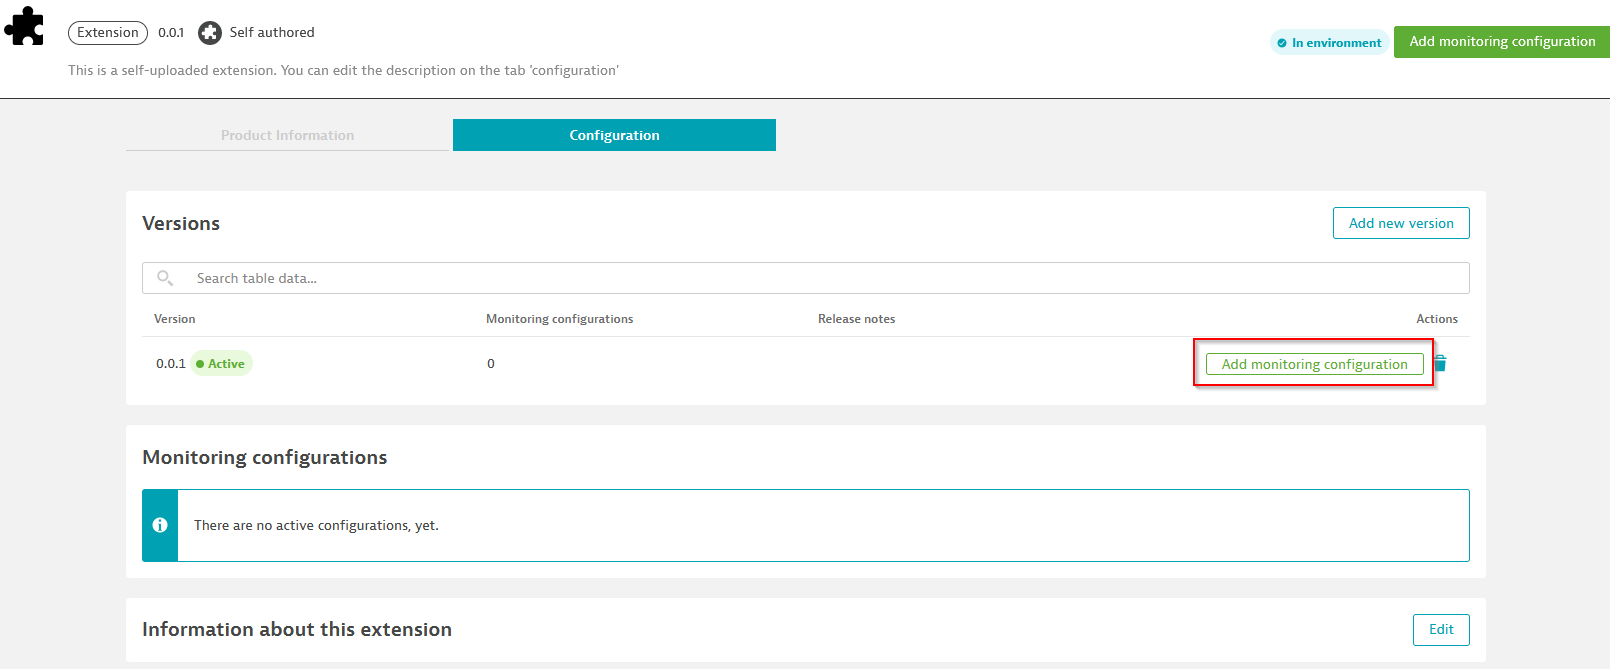 Extension 0.0.1 Self authored
In environment Add monitoring configuration
This is a self-uploaded extension. You can edit the description on the tab 'configuration'
Product Information Configuration
Versions Add new version
Search table data...
Version Monitoring configurations Release notes Actions
0.0.1 Active 0 Add monitoring configuration
Monitoring configurations
There are no active configurations, yet.
Information about this extension Edit